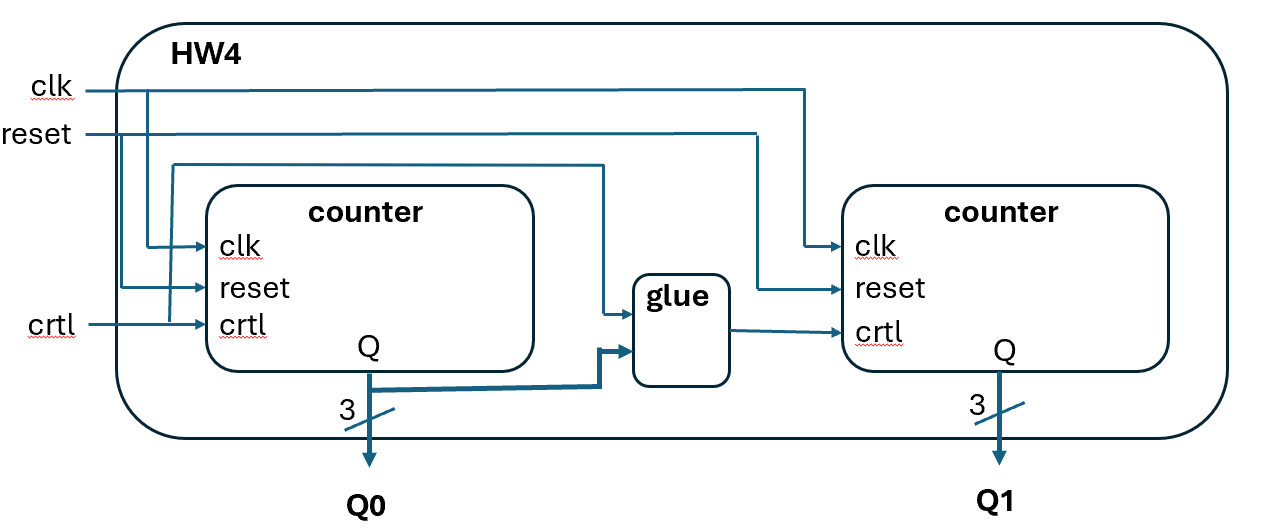 HW4
clk
reset
counter
counter
clk
clk
reset
glue
reset
crtl
crtl
crtl
Q
Q
3
3
Q0
Q1